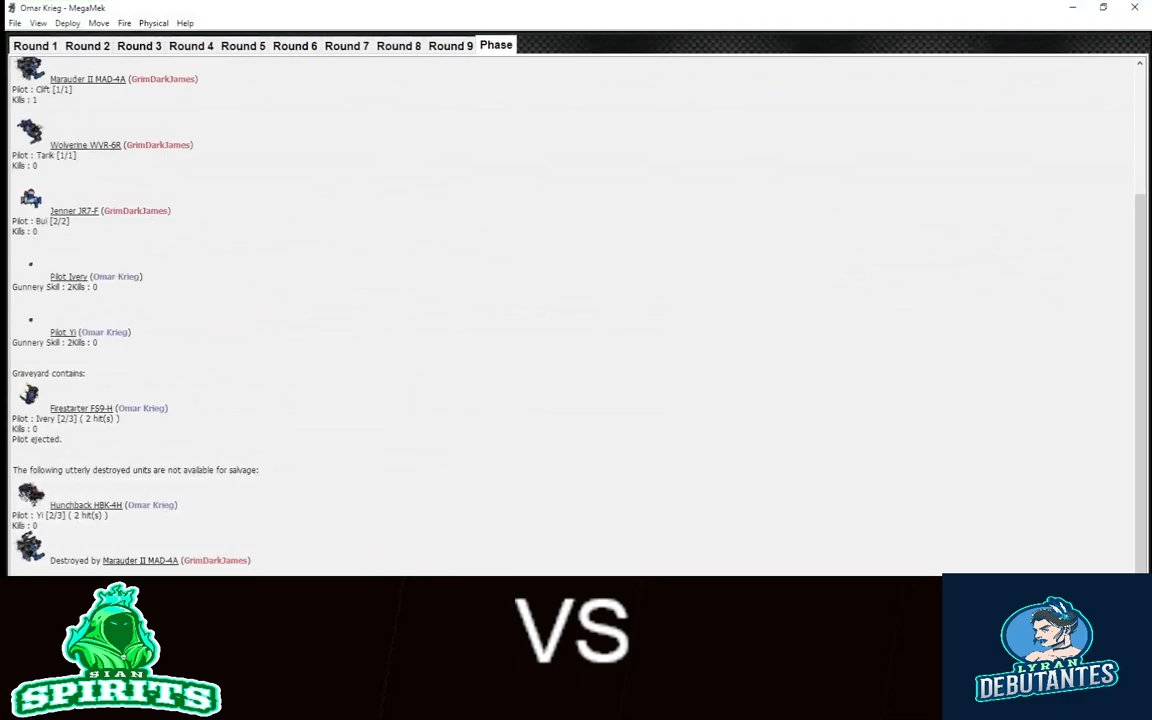 Omar Krieg - MegaMek
File View Deploy Move Fire Physical Help
Round 1 Round 2 Round 3 Round 4 Round 5 Round 6 Round 7 Round 8 Round 9 Phase
Marauder II MAD-4A (GrimDarkJames)
Pilot : Clift [1/1]
Kills : 1
Wolverine WVR-6R (GrimDarkJames)
Pilot : Tarik [1/1]
Kills : 0
Jenner JR7-F (GrimDarkJames)
Pilot : Bui [2/2]
Kills : 0
Pilot Ivery (Omar Krieg)
Gunnery Skill : 2Kills : 0
Pilot Yi (Omar Krieg)
Gunnery Skill : 2Kills : 0
Graveyard contains:
Firestarter FS9-H (Omar Krieg)
Pilot : Ivery [2/3] ( 2 hit(s) )
Kills : 0
Pilot ejected.
The following utterly destroyed units are not available for salvage:
Hunchback HBK-4H (Omar Krieg)
Pilot : Yi [2/3] ( 2 hit(s) )
Kills : 0
Destroyed by Marauder II MAD-4A (GrimDarkJames)
SIAN
SPIRITS
VS
LYRAN
DEBUTANTES